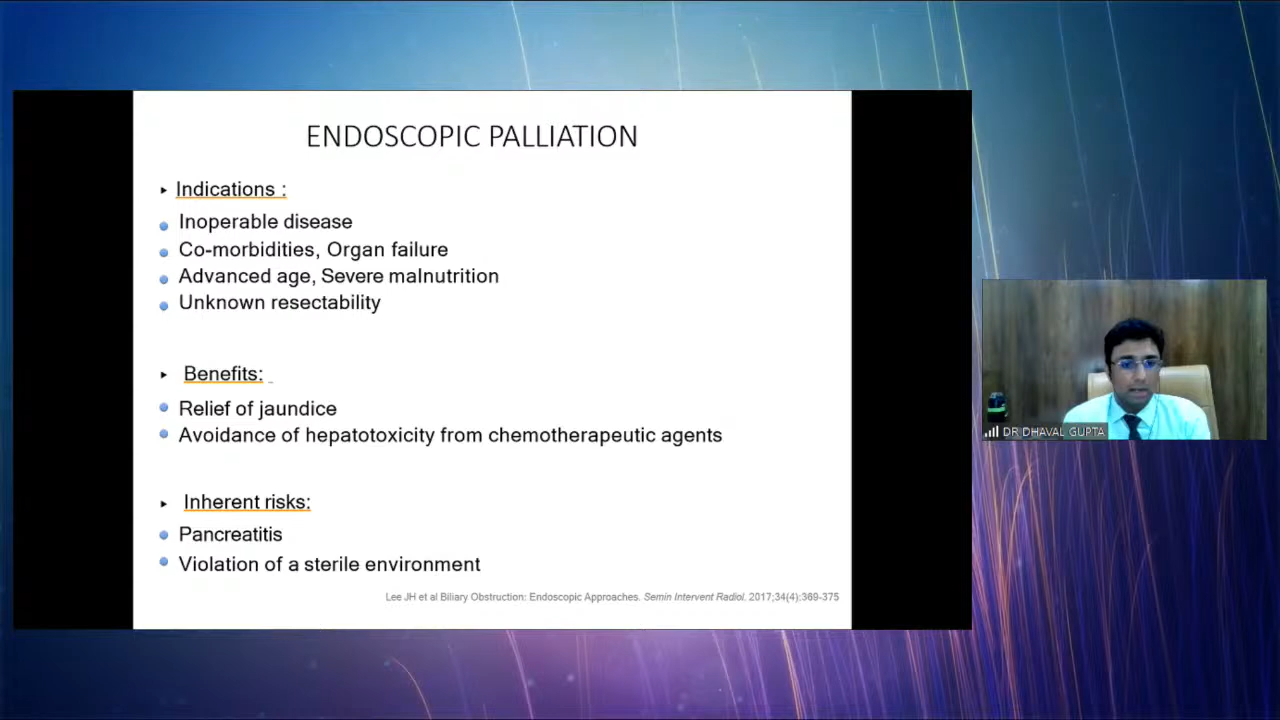 ENDOSCOPIC PALLIATION
Indications :
Inoperable disease
Co-morbidities, Organ failure
Advanced age, Severe malnutrition
Unknown resectability
Benefits:
Relief of jaundice
Avoidance of hepatotoxicity from chemotherapeutic agents
Inherent risks:
Pancreatitis
Violation of a sterile environment
Lee JH et al Biliary Obstruction: Endoscopic Approaches. Semin Intervent Radiol. 2017;34(4):369-375
DR DHAVAL GUPTA